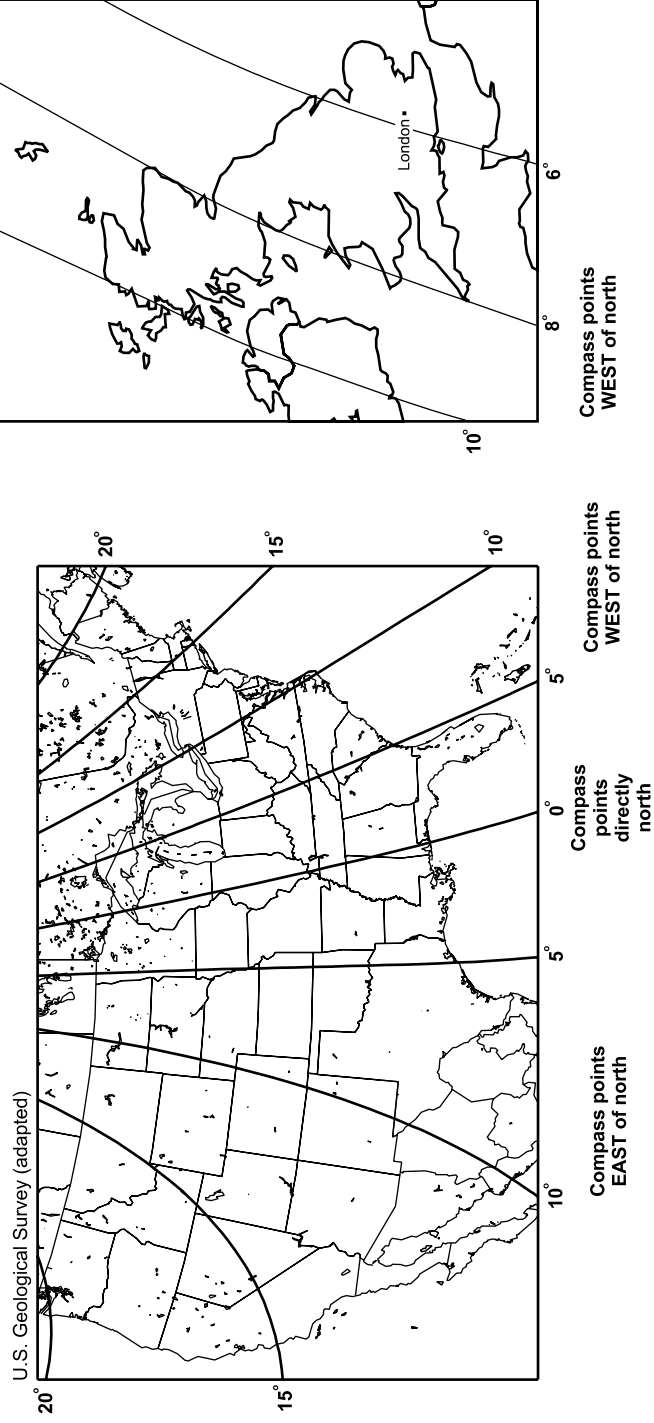 U.S. Geological Survey (adapted)
20°
15°
10°
Compass points
EAST of north
5°
0°
Compass
points
directly
north
5°
Compass points
WEST of north
10°
15°
20°
10°
8°
6°
Compass points
WEST of north
London